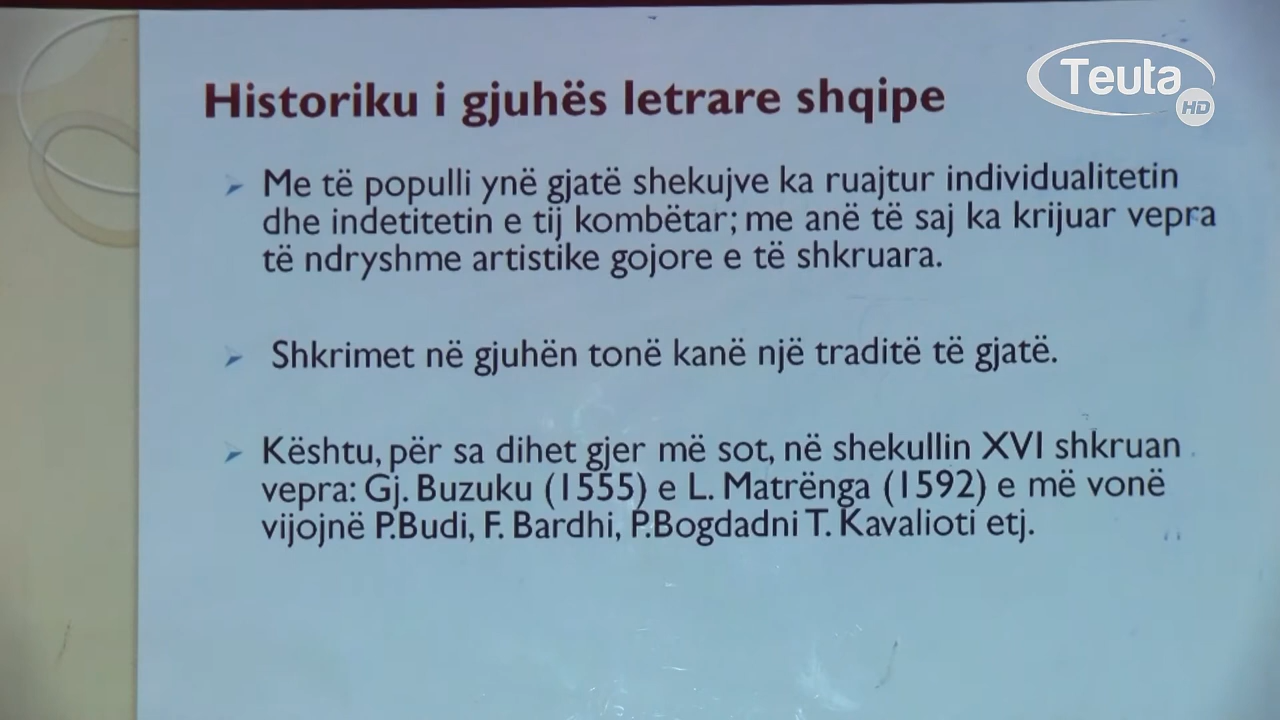 Teuta HD
Historiku i gjuhës letrare shqipe
Me të populli ynë gjatë shekujve ka ruajtur individualitetin
dhe indetitetin e tij kombëtar; me anë të saj ka krijuar vepra
të ndryshme artistike gojore e të shkruara.
Shkrimet në gjuhën tonë kanë një traditë të gjatë.
Kështu, për sa dihet gjer më sot, në shekullin XVI shkruan
vepra: Gj. Buzuku (1555) e L. Matrënga (1592) e më vonë
vijojnë P.Budi, F. Bardhi, P.Bogdadni T. Kavalioti etj.